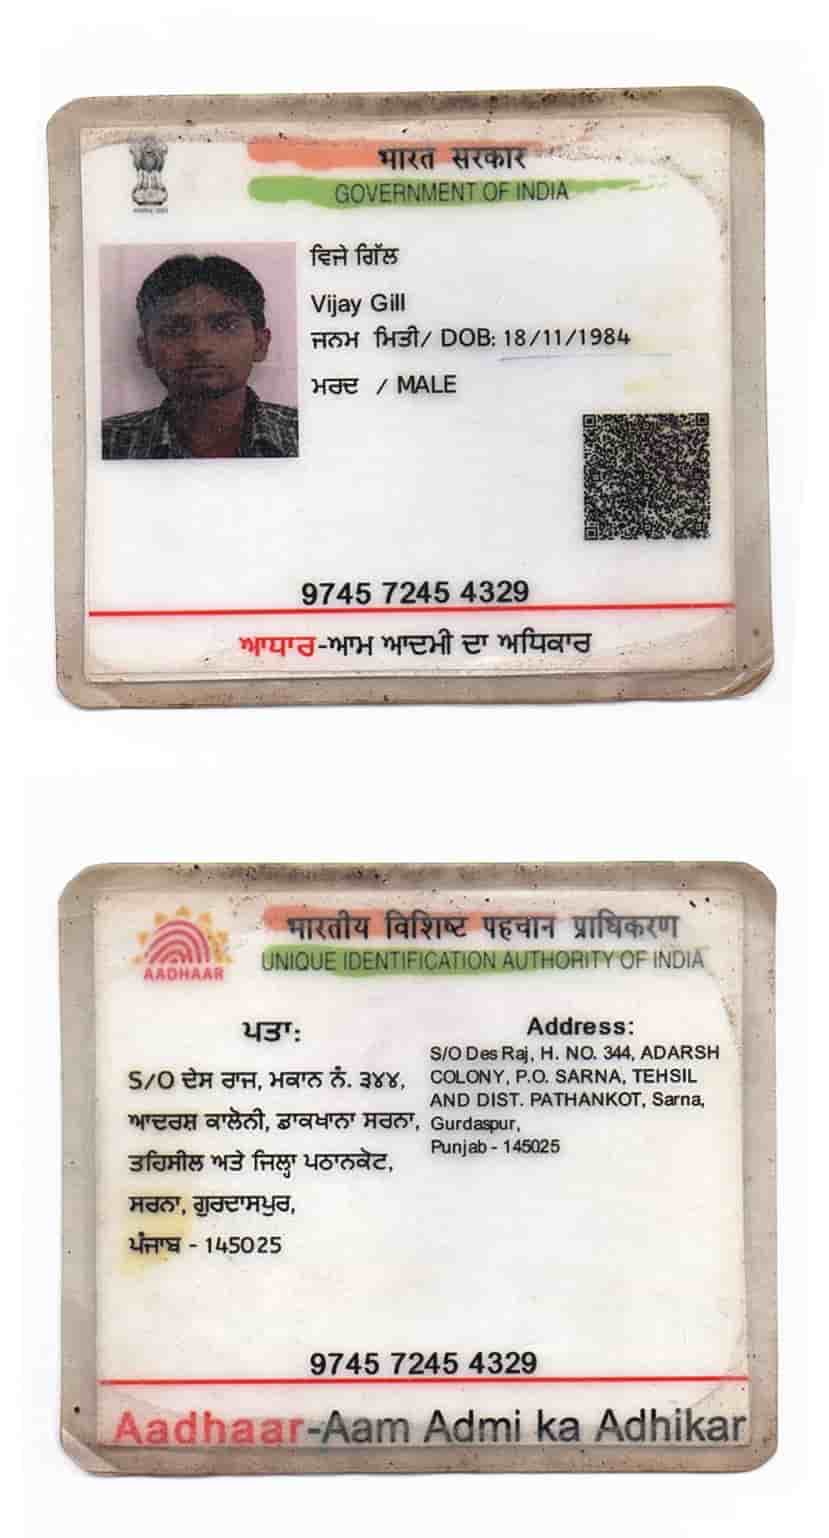 भारत सरकार
GOVERNMENT OF INDIA
ਵਿਜੇ ਗਿੱਲ
Vijay Gill
ਜਨਮ ਮਿਤੀ/ DOB: 18/11/1984
ਮਰਦ / MALE
9745 7245 4329
ਆਧਾਰ-ਆਮ ਆਦਮੀ ਦਾ ਅਧਿਕਾਰ
भारतीय विशिष्ट पहचान प्राधिकरण
UNIQUE IDENTIFICATION AUTHORITY OF INDIA
AADHAAR
ਪਤਾ:
S/O ਦੇਸ ਰਾਜ, ਮਕਾਨ ਨੰ. ੩੪੪,
ਆਦਰਸ਼ ਕਾਲੋਨੀ, ਡਾਕਖਾਨਾ ਸਰਨਾ,
ਤਹਿਸੀਲ ਅਤੇ ਜਿਲ੍ਹਾ ਪਠਾਨਕੋਟ,
ਸਰਨਾ, ਗੁਰਦਾਸਪੁਰ,
ਪੰਜਾਬ - 145025
Address:
S/O Des Raj, H. NO. 344, ADARSH
COLONY, P.O. SARNA, TEHSIL
AND DIST. PATHANKOT, Sarna,
Gurdaspur,
Punjab - 145025
9745 7245 4329
Aadhaar-Aam Admi ka Adhikar